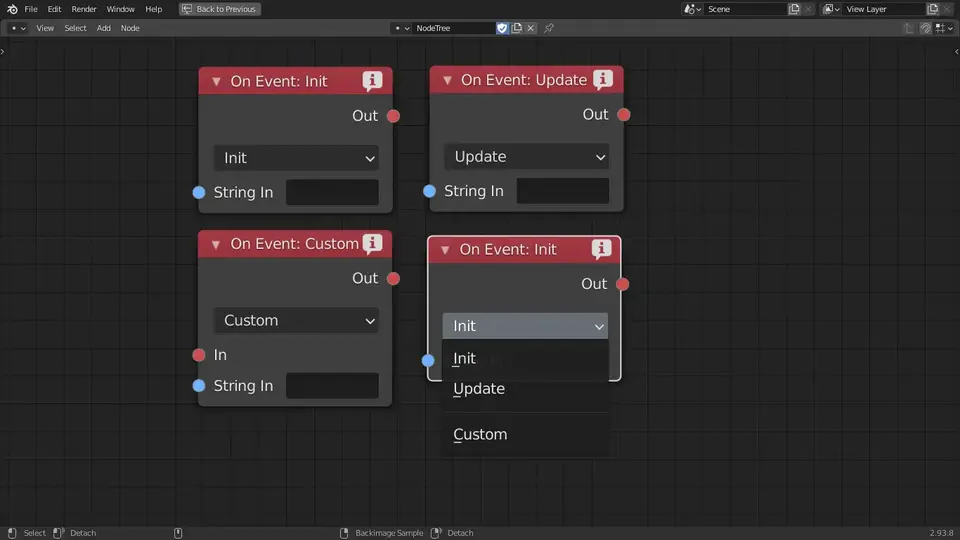 File Edit Render Window Help Back to Previous Scene View Layer
View Select Add Node NodeTree
On Event: Init
Out
Init
String In
On Event: Update
Out
Update
String In
On Event: Custom
Out
Custom
In
String In
On Event: Init
Out
Init
Init
Update
Custom
Select Detach Backimage Sample Detach 2.93.8